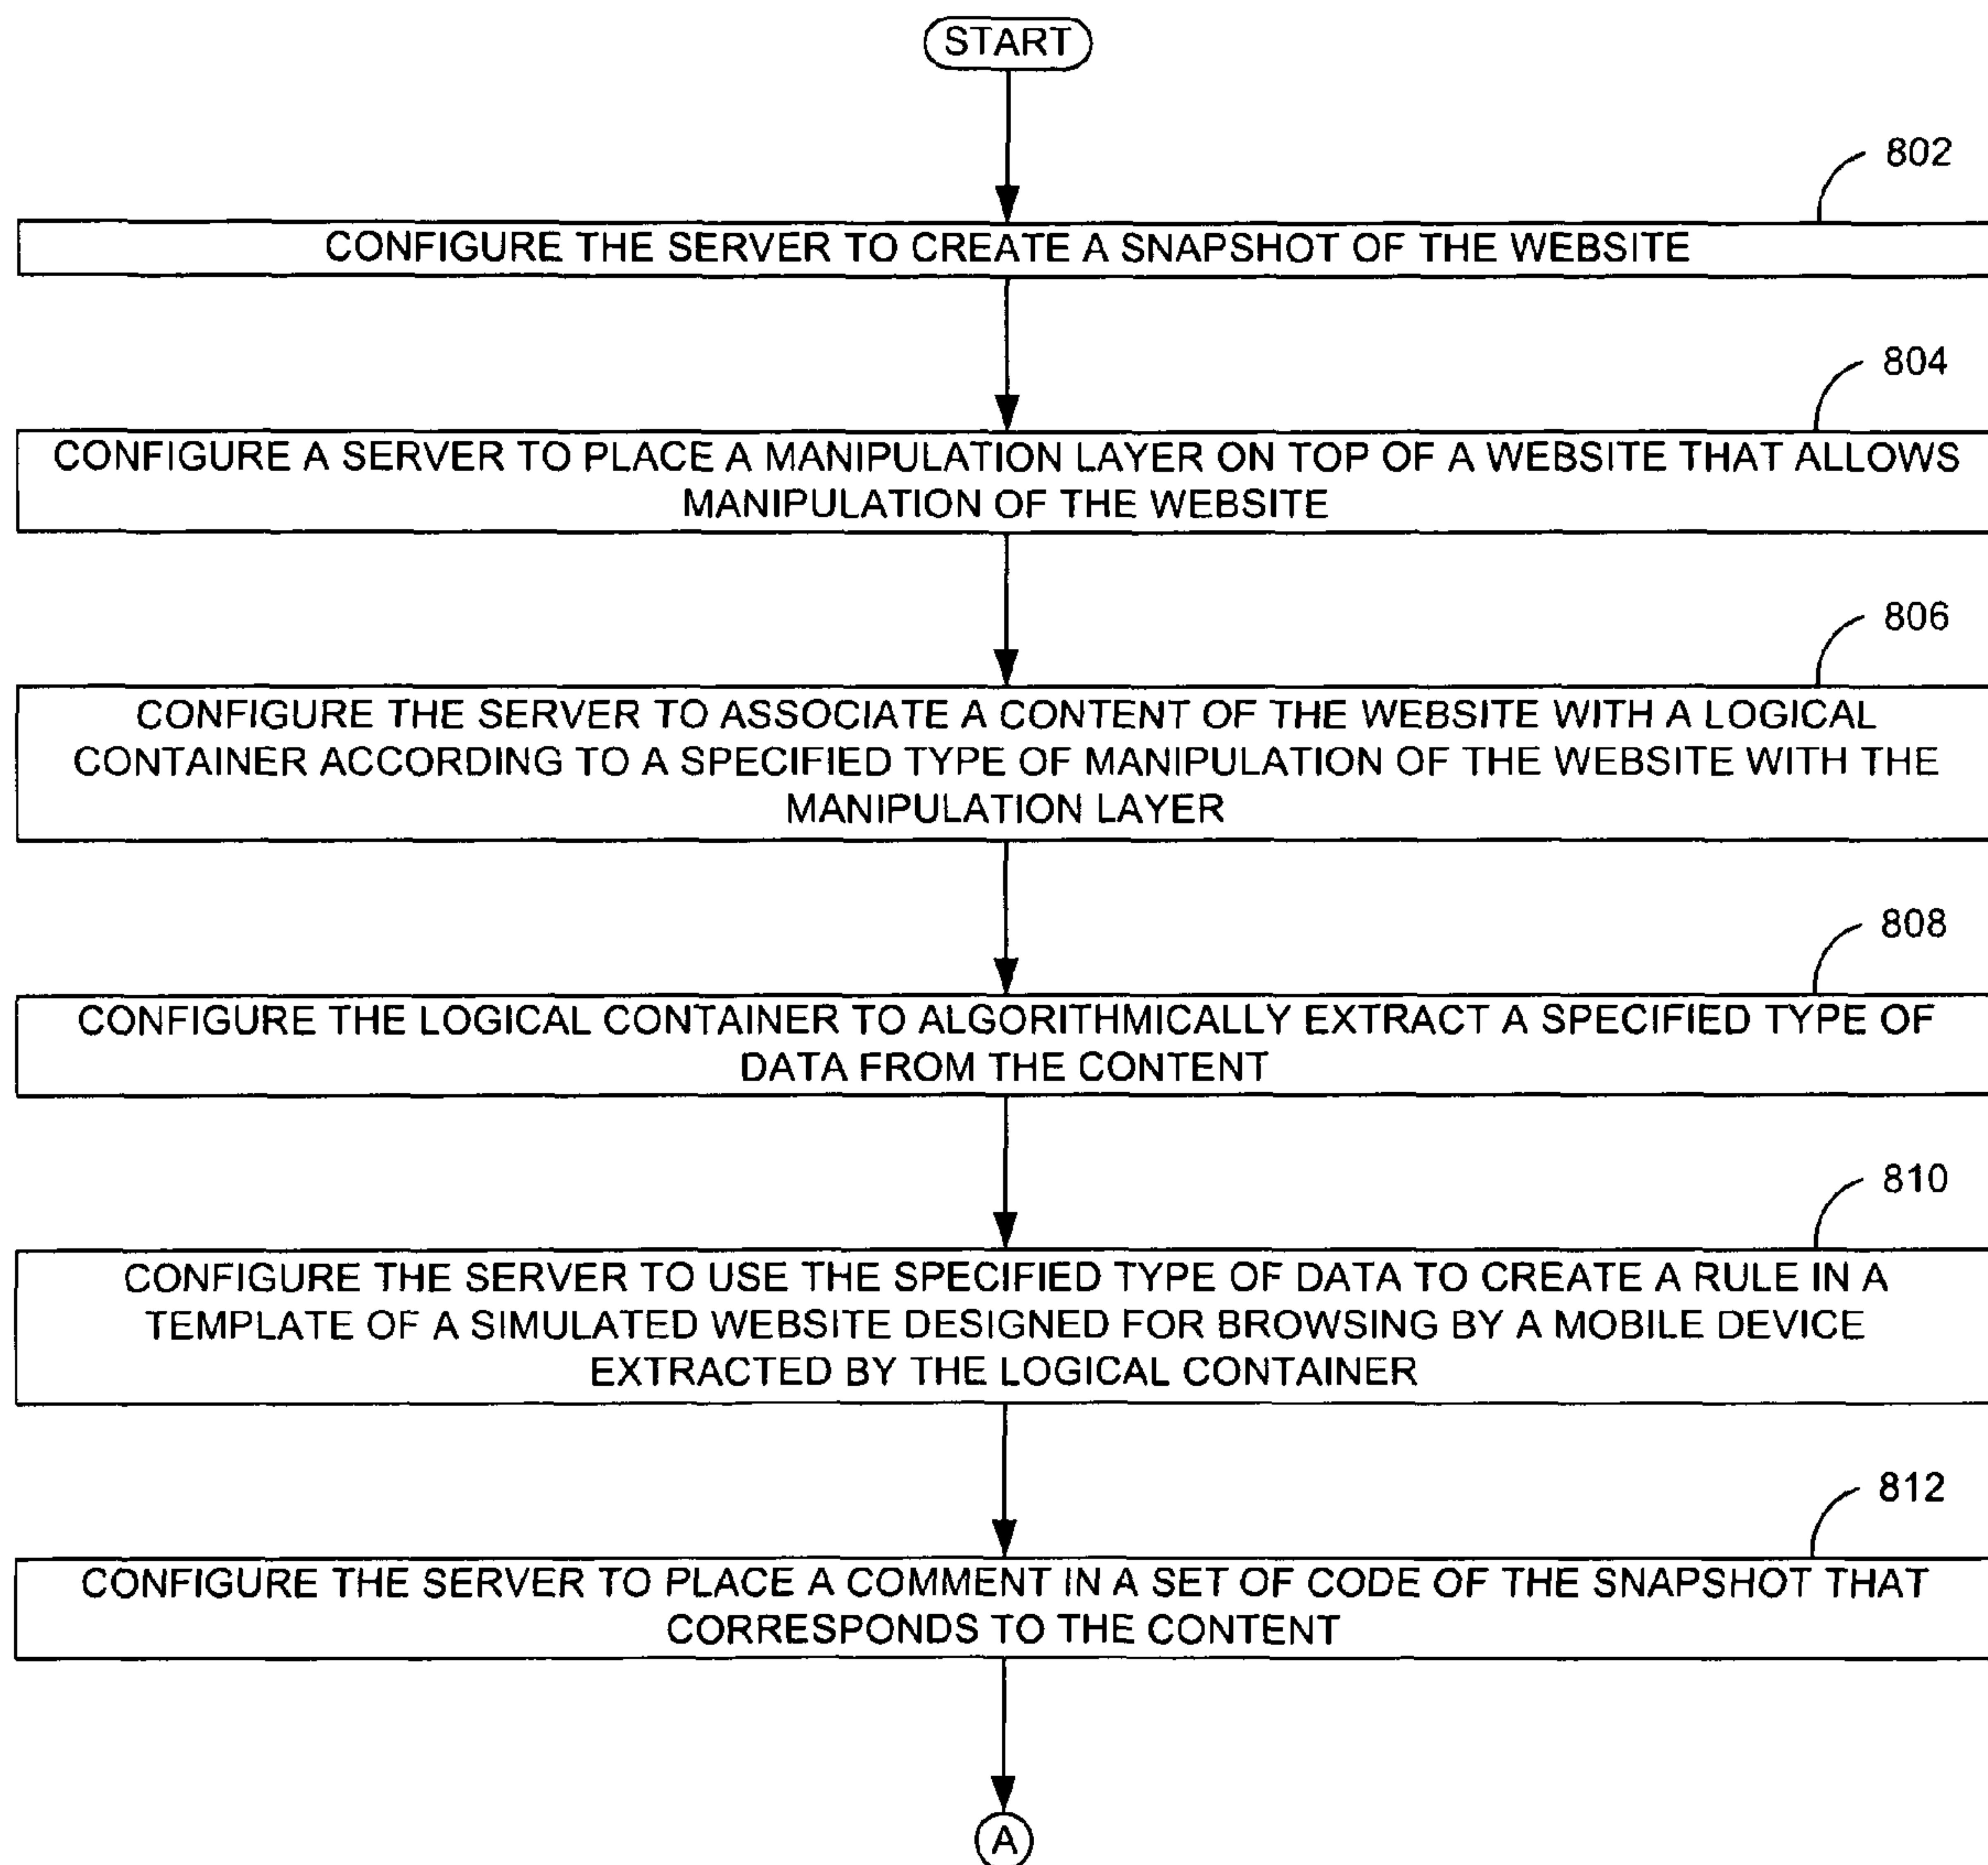 START
802
CONFIGURE THE SERVER TO CREATE A SNAPSHOT OF THE WEBSITE
804
CONFIGURE A SERVER TO PLACE A MANIPULATION LAYER ON TOP OF A WEBSITE THAT ALLOWS
MANIPULATION OF THE WEBSITE
806
CONFIGURE THE SERVER TO ASSOCIATE A CONTENT OF THE WEBSITE WITH A LOGICAL
CONTAINER ACCORDING TO A SPECIFIED TYPE OF MANIPULATION OF THE WEBSITE WITH THE
MANIPULATION LAYER
808
CONFIGURE THE LOGICAL CONTAINER TO ALGORITHMICALLY EXTRACT A SPECIFIED TYPE OF
DATA FROM THE CONTENT
810
CONFIGURE THE SERVER TO USE THE SPECIFIED TYPE OF DATA TO CREATE A RULE IN A
TEMPLATE OF A SIMULATED WEBSITE DESIGNED FOR BROWSING BY A MOBILE DEVICE
EXTRACTED BY THE LOGICAL CONTAINER
812
CONFIGURE THE SERVER TO PLACE A COMMENT IN A SET OF CODE OF THE SNAPSHOT THAT
CORRESPONDS TO THE CONTENT
A